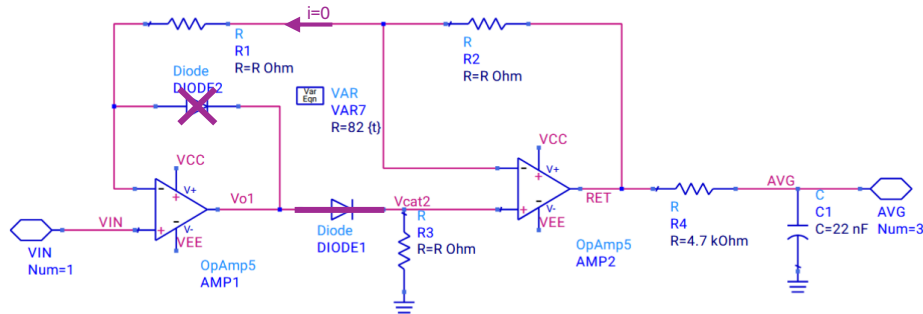 i=0
R
R1
R=R Ohm
R
R2
R=R Ohm
Diode
DIODE2
Var
Eqn
VAR
VAR7
R=82 {t}
VCC
V+
V-
VEE
VIN
VIN
Num=1
OpAmp5
AMP1
Vo1
Diode
DIODE1
Vcat2
R
R3
R=R Ohm
VCC
V+
V-
VEE
OpAmp5
AMP2
RET
R
R4
R=4.7 kOhm
AVG
C
C1
C=22 nF
AVG
Num=3